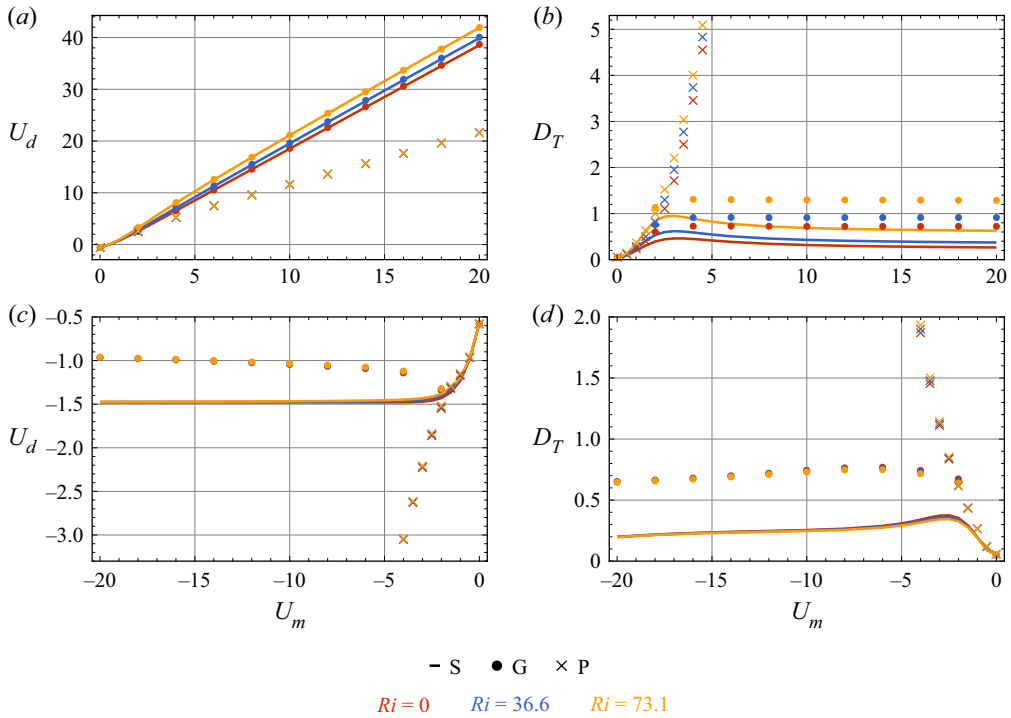 (a)
(b)
40
30
20
10
0
U_d
0 5 10 15 20
5
4
3
2
1
0
D_T
0 5 10 15 20
(c)
(d)
–0.5
–1.0
–1.5
–2.0
–2.5
–3.0
U_d
–20 –15 –10 –5 0
U_m
2.0
1.5
1.0
0.5
0
D_T
–20 –15 –10 –5 0
U_m
S G P
Ri = 0 Ri = 36.6 Ri = 73.1